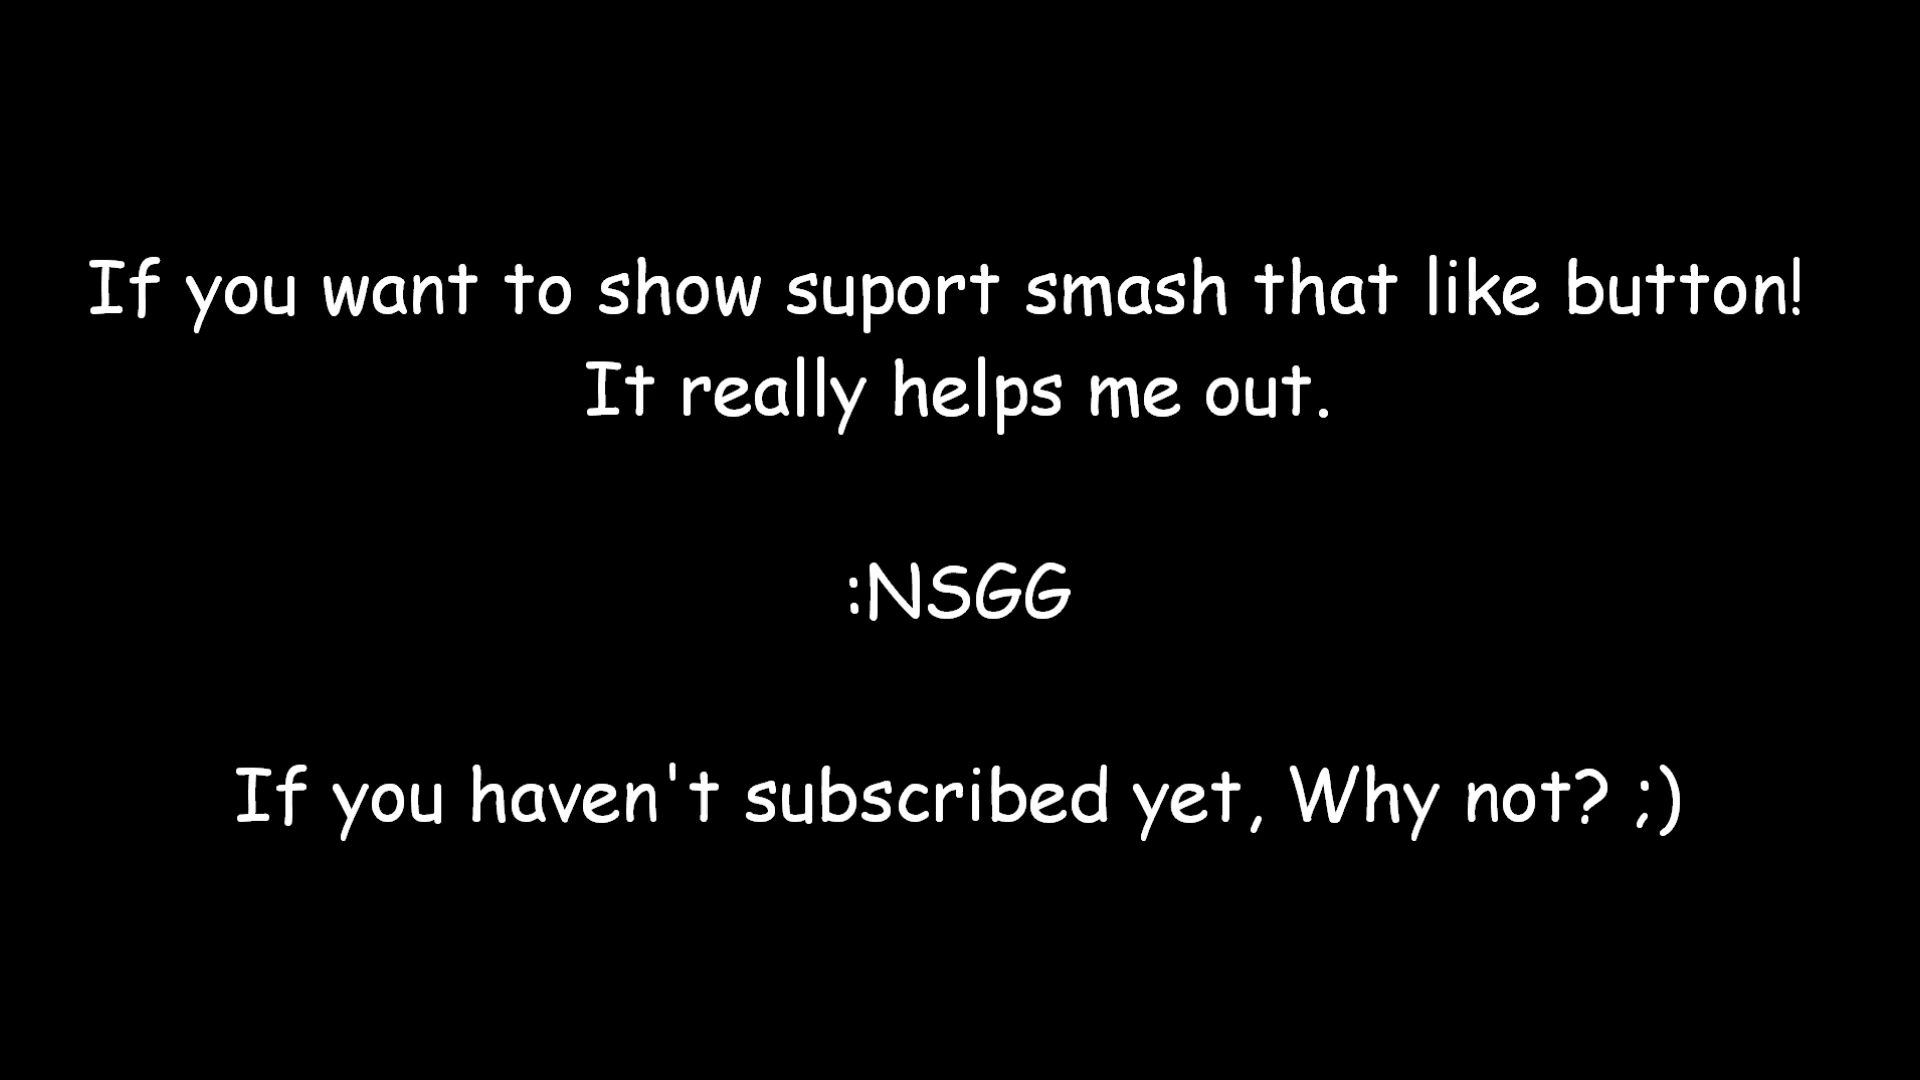 If you want to show suport smash that like button!
It really helps me out.
:NSGG
If you haven't subscribed yet, Why not? ;)